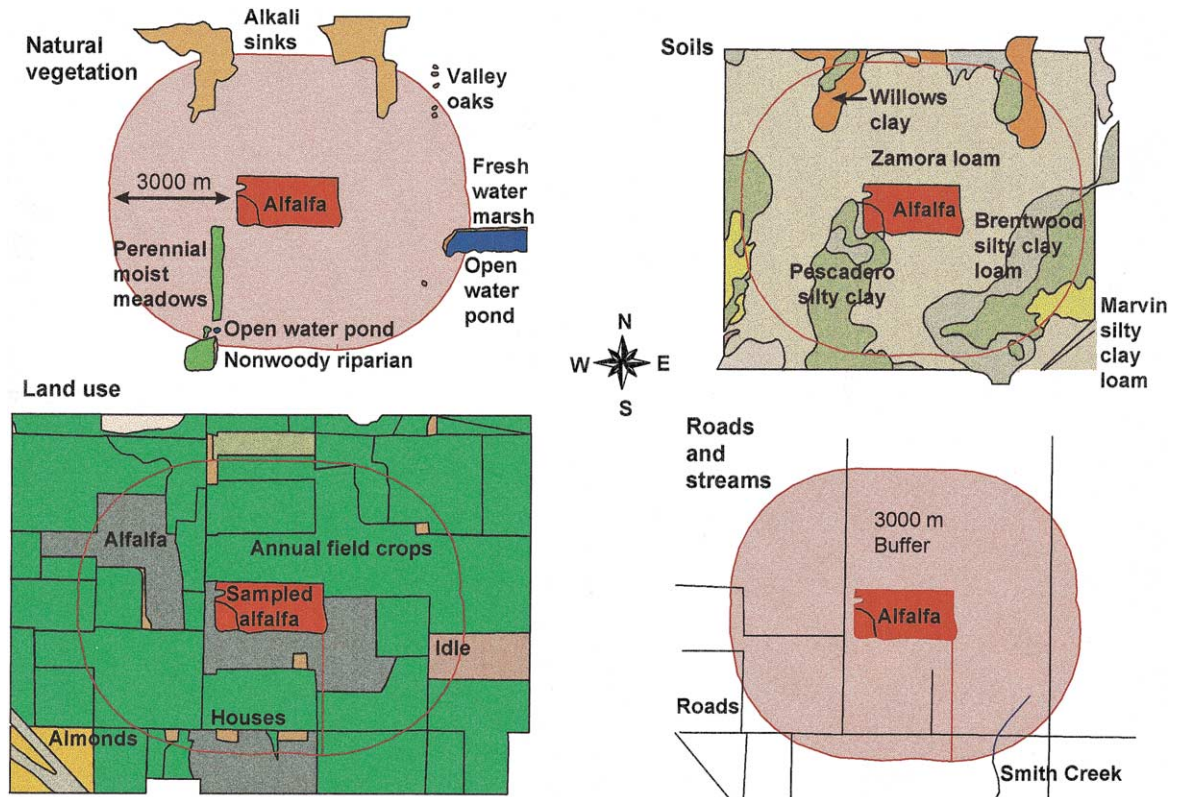 Natural
vegetation
Alkali
sinks
Valley
oaks
3000 m
Alfalfa
Fresh
water
marsh
Perennial
moist
meadows
Open
water
pond
Open water pond
Nonwoody riparian
Soils
Willows
clay
Zamora loam
Alfalfa
Brentwood
silty clay
loam
Pescadero
silty clay
Marvin
silty
clay
loam
N
W E
S
Land use
Alfalfa
Annual field crops
Sampled
alfalfa
Idle
Houses
Almonds
Roads
and
streams
3000 m
Buffer
Alfalfa
Roads
Smith Creek